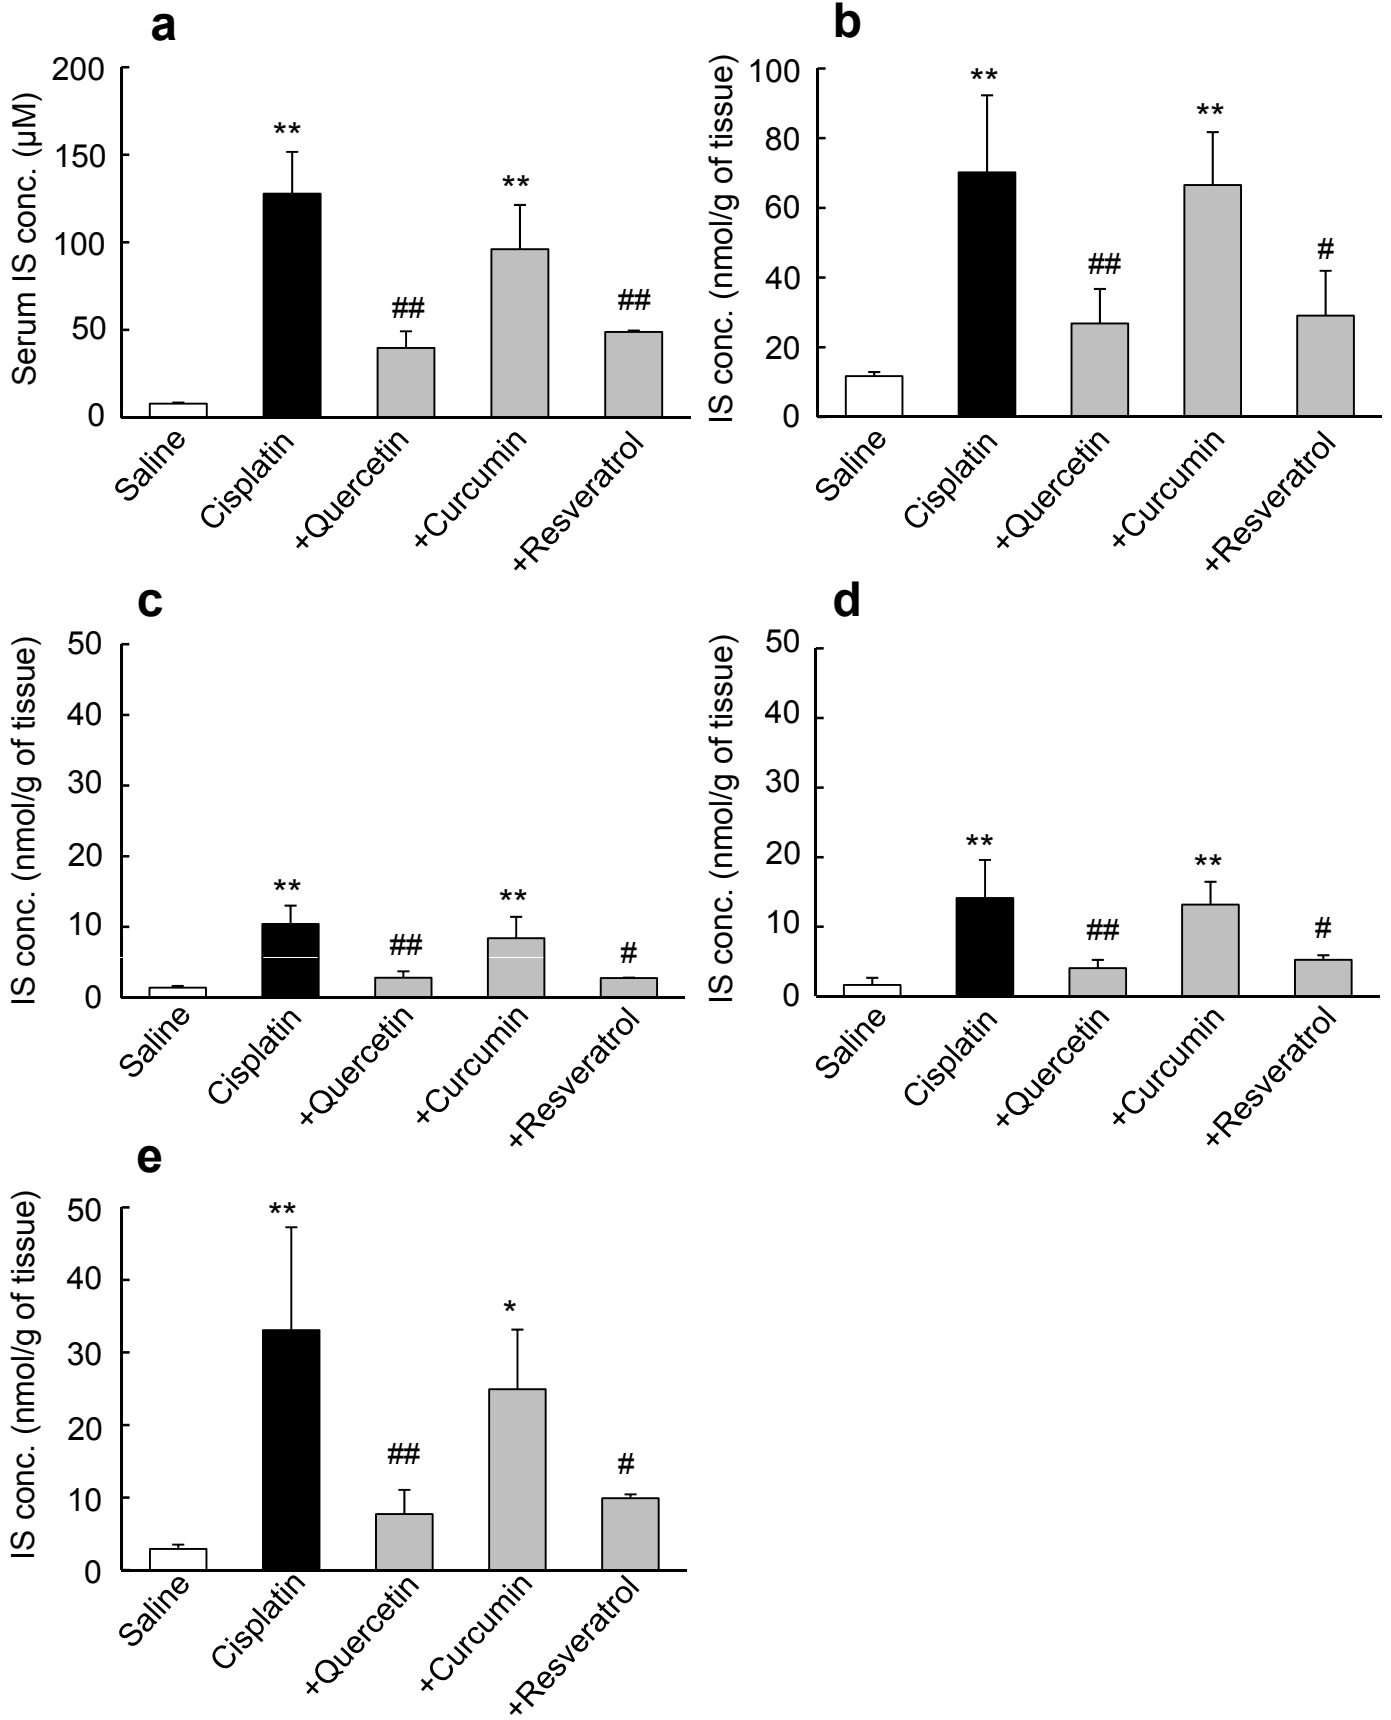 a
Serum IS conc. (µM)
200
150
100
50
0
**
##
**
##
Saline
Cisplatin
+Quercetin
+Curcumin
+Resveratrol
b
IS conc. (nmol/g of tissue)
100
80
60
40
20
0
**
##
**
#
Saline
Cisplatin
+Quercetin
+Curcumin
+Resveratrol
c
IS conc. (nmol/g of tissue)
50
40
30
20
10
0
**
##
**
#
Saline
Cisplatin
+Quercetin
+Curcumin
+Resveratrol
d
IS conc. (nmol/g of tissue)
50
40
30
20
10
0
**
##
**
#
Saline
Cisplatin
+Quercetin
+Curcumin
+Resveratrol
e
IS conc. (nmol/g of tissue)
50
40
30
20
10
0
**
##
*
#
Saline
Cisplatin
+Quercetin
+Curcumin
+Resveratrol